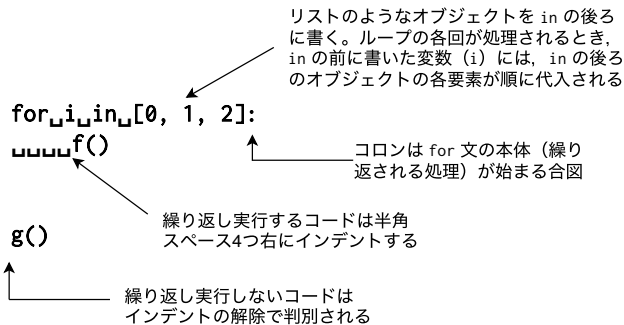 リストのようなオブジェクトを in の後ろ
に書く。ループの各回が処理されるとき，
in の前に書いた変数（i）には，in の後ろ
のオブジェクトの各要素が順に代入される
for␣i␣in␣[0, 1, 2]:
␣␣␣␣f()
コロンは for 文の本体（繰り
返される処理）が始まる合図
繰り返し実行するコードは半角
スペース4つ右にインデントする
g()
繰り返し実行しないコードは
インデントの解除で判別される